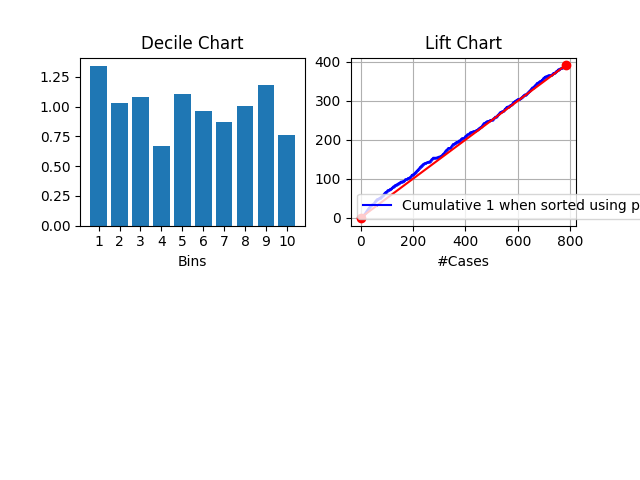 Decile Chart
1.25
1.00
0.75
0.50
0.25
0.00
1 2 3 4 5 6 7 8 9 10
Bins
Lift Chart
400
300
200
100
0
Cumulative 1 when sorted using p
0 200 400 600 800
#Cases